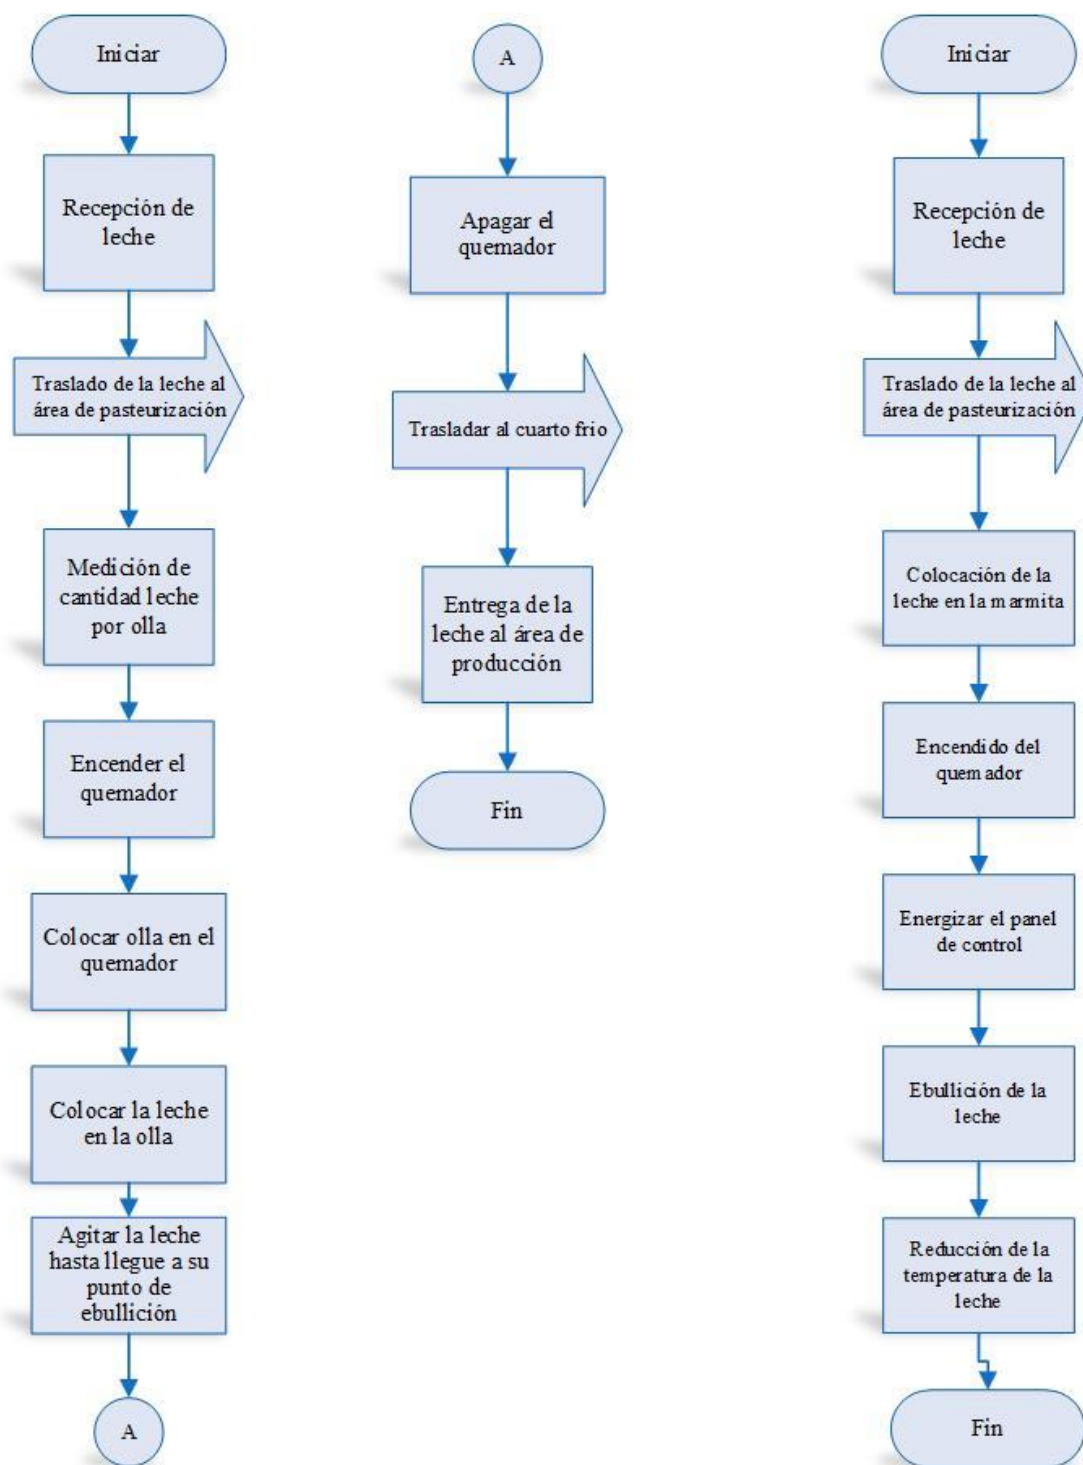 Iniciar
Recepción de
leche
Traslado de la leche al
área de pasteurización
Medición de
cantidad leche
por olla
Encender el
quemador
Colocar olla en el
quemador
Colocar la leche
en la olla
Agitar la leche
hasta llegue a su
punto de
ebullición
A
A
Apagar el
quemador
Trasladar al cuarto frio
Entrega de la
leche al área de
producción
Fin
Iniciar
Recepción de
leche
Traslado de la leche al
área de pasteurización
Colocación de la
leche en la marmita
Encendido del
quemador
Energizar el panel
de control
Ebullición de la
leche
Reducción de la
temperatura de la
leche
Fin